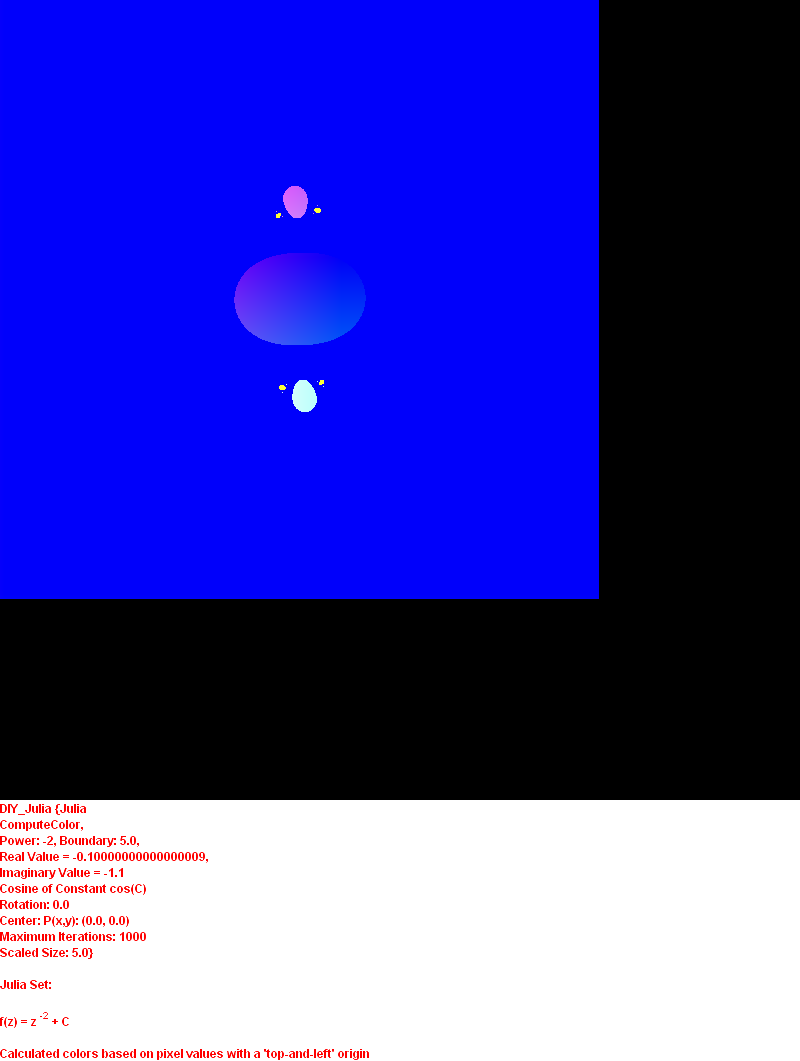 DIY_Julia {Julia
ComputeColor,
Power: -2, Boundary: 5.0,
Real Value = -0.10000000000000009,
Imaginary Value = -1.1
Cosine of Constant cos(C)
Rotation: 0.0
Center: P(x,y): (0.0, 0.0)
Maximum Iterations: 1000
Scaled Size: 5.0}
Julia Set:
f(z) = z -2 + C
Calculated colors based on pixel values with a 'top-and-left' origin